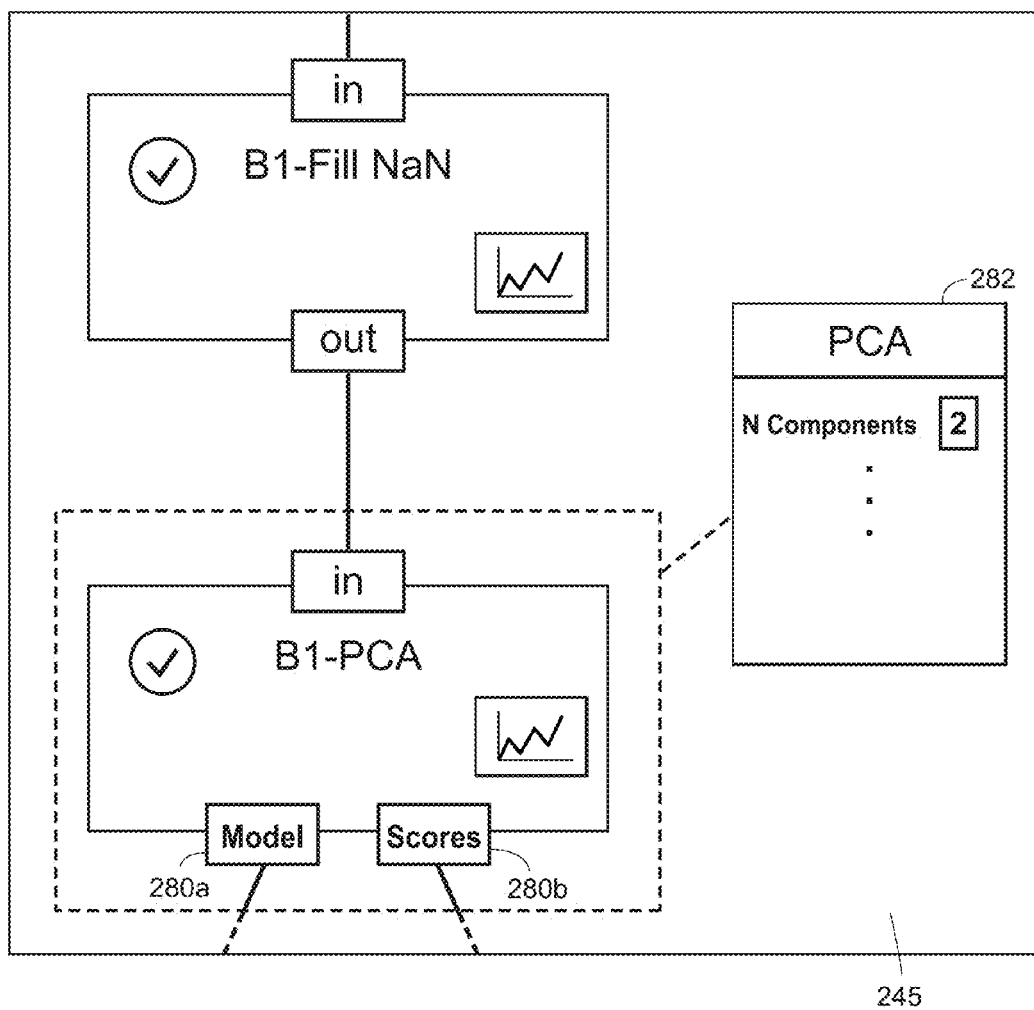 in
B1-Fill NaN
out
282
PCA
N Components 2
in
B1-PCA
Model
Scores
280a
280b
245